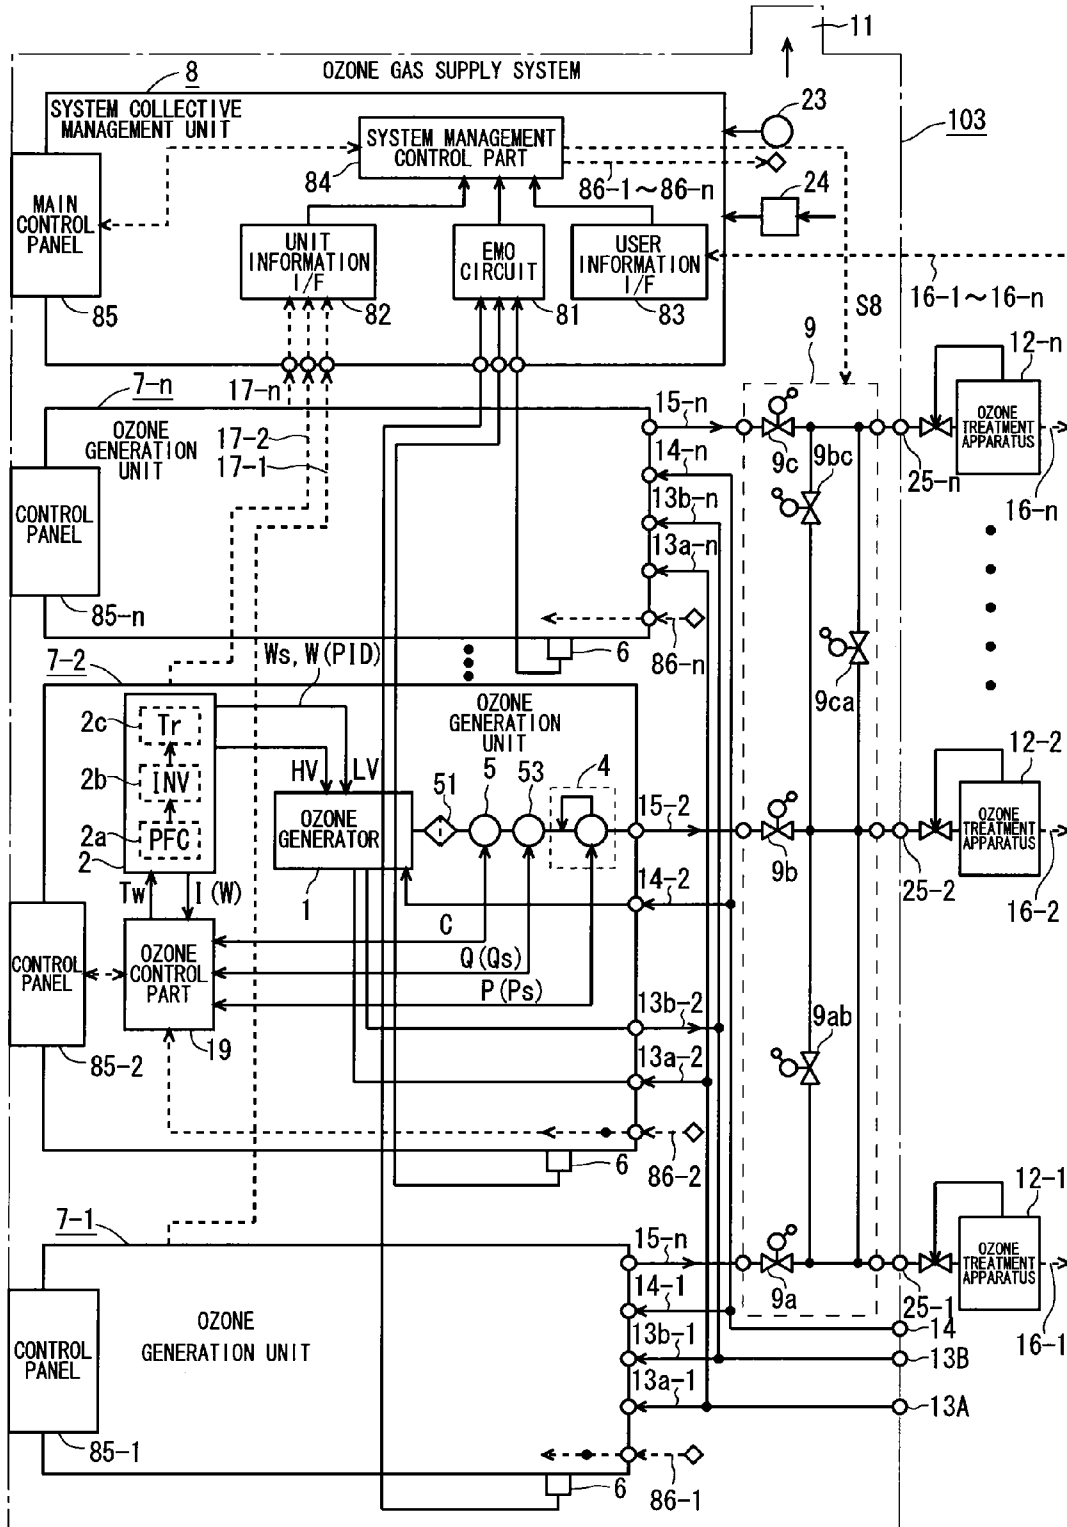 11
OZONE GAS SUPPLY SYSTEM
8
SYSTEM COLLECTIVE
MANAGEMENT UNIT
23
103
SYSTEM MANAGEMENT
CONTROL PART
84
86-1~86-n
24
MAIN
CONTROL
PANEL
85
UNIT
INFORMATION
I/F
82
EMO
CIRCUIT
81
USER
INFORMATION
I/F
83
16-1~16-n
S8
9
12-n
7-n
17-n
17-2
17-1
OZONE
GENERATION
UNIT
15-n
14-n
13b-n
13a-n
9c
9bc
25-n
OZONE
TREATMENT
APPARATUS
16-n
CONTROL
PANEL
85-n
86-n
6
9ca
7-2
Ws, W(PID)
OZONE
GENERATION
UNIT
2c
Tr
2b
INV
2a
PFC
2
HV
LV
OZONE
GENERATOR
1
51
5
53
4
15-2
9b
12-2
OZONE
TREATMENT
APPARATUS
25-2
16-2
Tw
I(W)
14-2
C
Q(Qs)
P(Ps)
CONTROL
PANEL
85-2
OZONE
CONTROL
PART
19
13b-2
13a-2
9ab
86-2
6
7-1
15-n
14-1
13b-1
13a-1
9a
12-1
OZONE
TREATMENT
APPARATUS
25-1
16-1
14
13B
13A
OZONE
GENERATION UNIT
CONTROL
PANEL
85-1
86-1
6